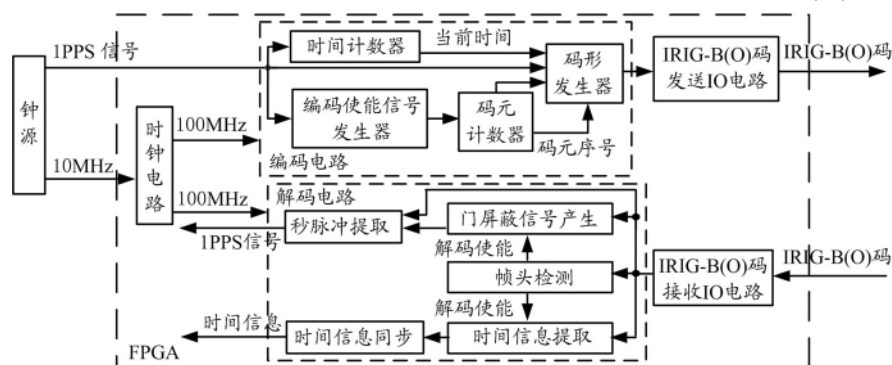 1PPS 信号
时间计数器
当前时间
码形
发生器
IRIG-B(O)码
发送IO电路
IRIG-B(O)码
钟
源
10MHz
时
钟
电
路
100MHz
100MHz
编码使能信号
发生器
码元
计数器
码元序号
编码电路
解码电路
秒脉冲提取
1PPS信号
门屏蔽信号产生
解码使能
帧头检测
解码使能
IRIG-B(O)码
接收IO电路
IRIG-B(O)码
时间信息
时间信息同步
时间信息提取
FPGA